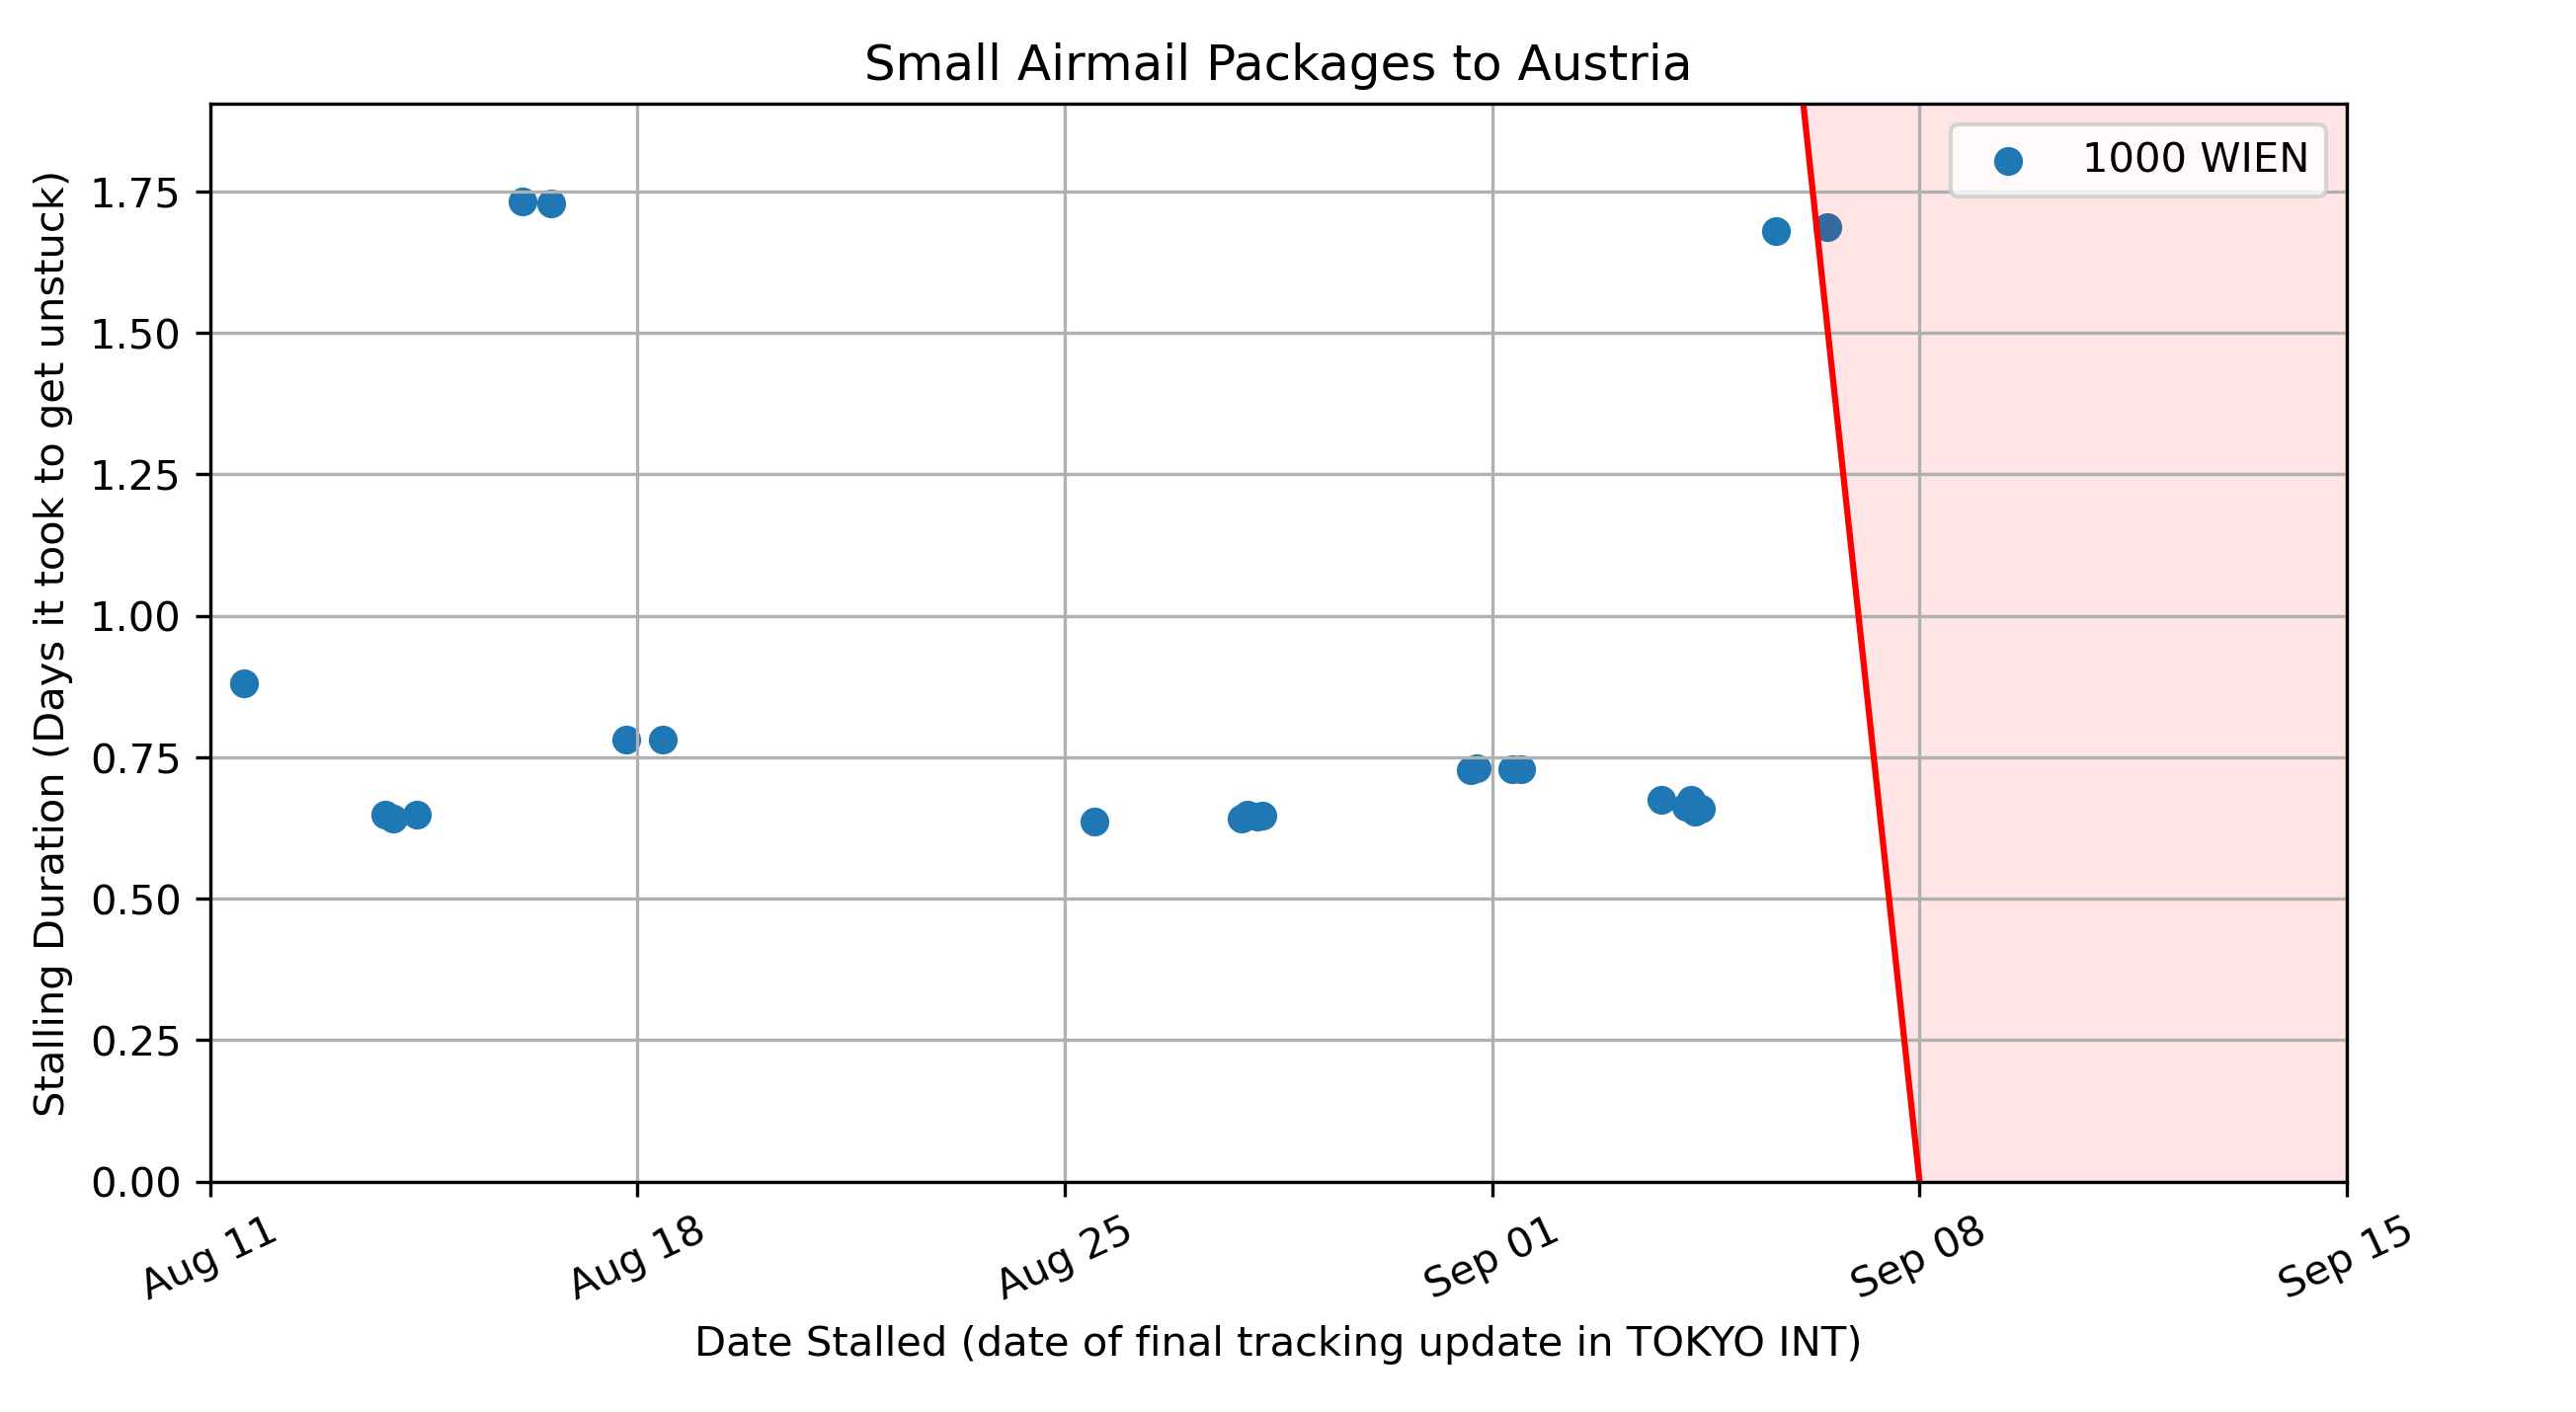 Small Airmail Packages to Austria
1000 WIEN
Stalling Duration (Days it took to get unstuck)
1.75
1.50
1.25
1.00
0.75
0.50
0.25
0.00
Aug 11
Aug 18
Aug 25
Sep 01
Sep 08
Sep 15
Date Stalled (date of final tracking update in TOKYO INT)